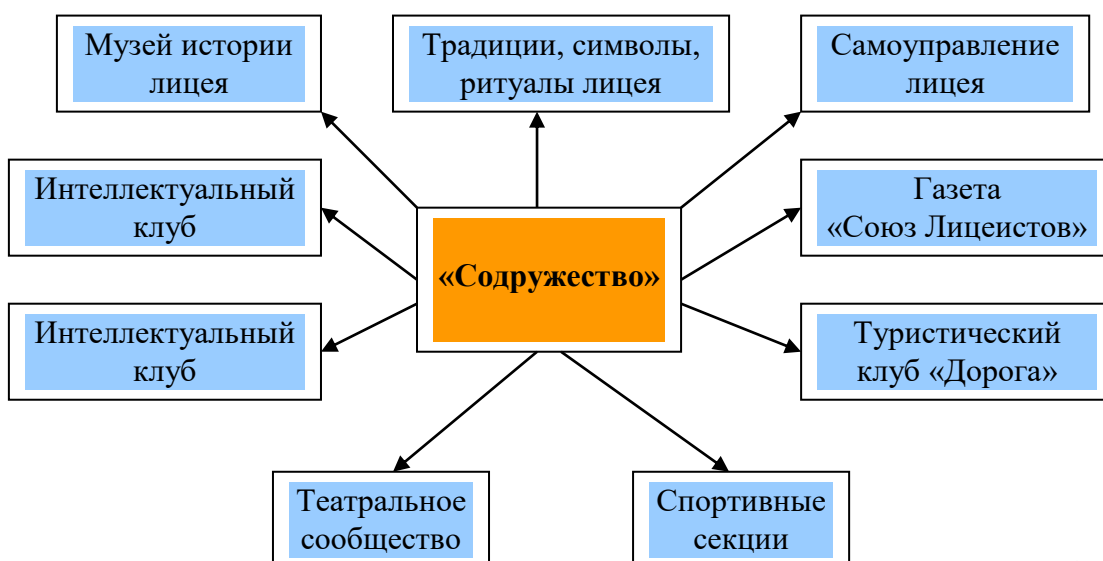 Музей истории
лицея
Традиции, символы,
ритуалы лицея
Самоуправление
лицея
Интеллектуальный
клуб
Газета
«Союз Лицеистов»
«Содружество»
Интеллектуальный
клуб
Туристический
клуб «Дорога»
Театральное
сообщество
Спортивные
секции